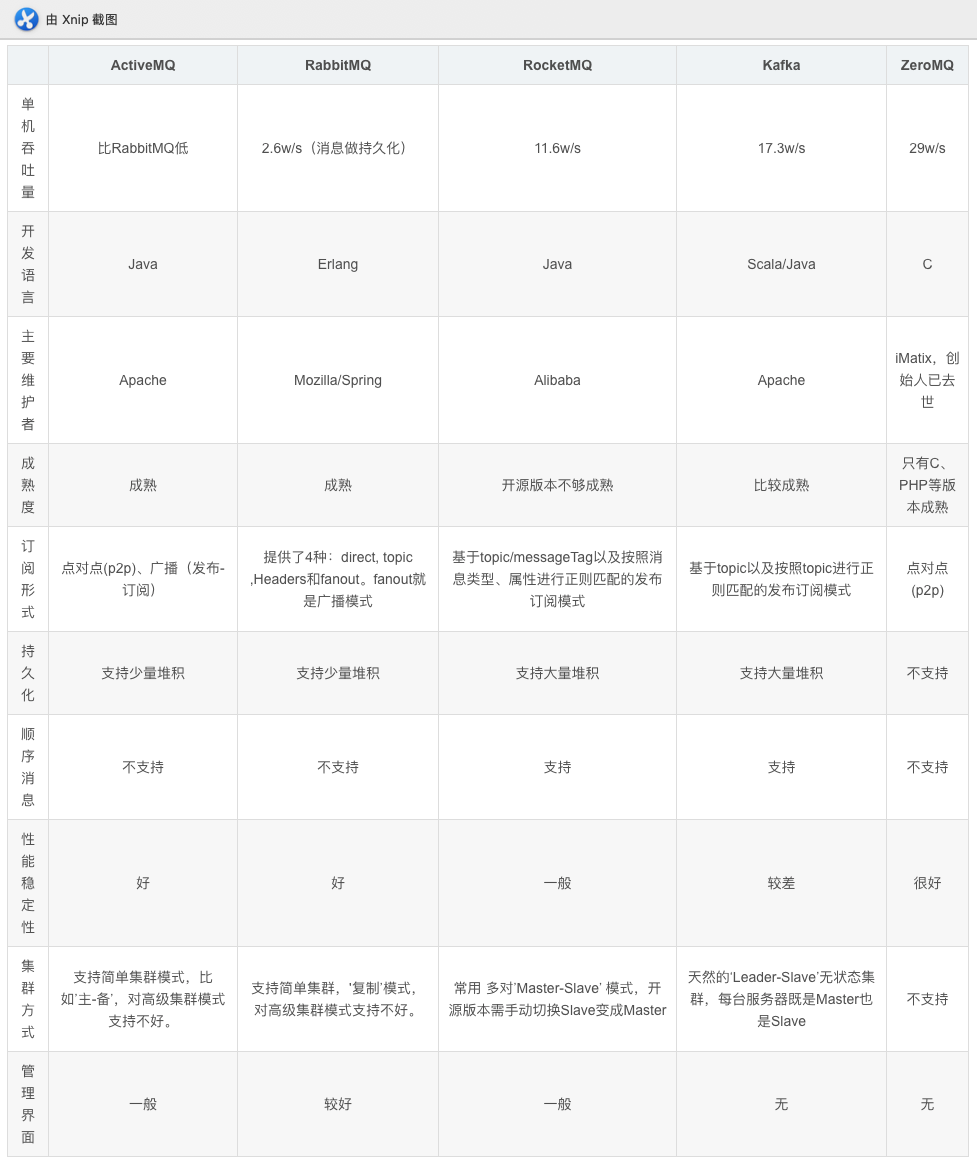 由 Xnip 截图
ActiveMQ RabbitMQ RocketMQ Kafka ZeroMQ
单
机
吞
吐
量
比RabbitMQ低
2.6w/s（消息做持久化）
11.6w/s
17.3w/s
29w/s
开
发
语
言
Java
Erlang
Java
Scala/Java
C
主
要
维
护
者
Apache
Mozilla/Spring
Alibaba
Apache
iMatix，创
始人已去
世
成
熟
度
成熟
成熟
开源版本不够成熟
比较成熟
只有C、
PHP等版
本成熟
订
阅
形
式
点对点(p2p)、广播（发布-
订阅）
提供了4种：direct, topic
,Headers和fanout。fanout就
是广播模式
基于topic/messageTag以及按照消
息类型、属性进行正则匹配的发布
订阅模式
基于topic以及按照topic进行正
则匹配的发布订阅模式
点对点
(p2p)
持
久
化
支持少量堆积
支持少量堆积
支持大量堆积
支持大量堆积
不支持
顺
序
消
息
不支持
不支持
支持
支持
不支持
性
能
稳
定
性
好
好
一般
较差
很好
集
群
方
式
支持简单集群模式，比
如'主-备'，对高级集群模式
支持不好。
支持简单集群，'复制'模式，
对高级集群模式支持不好。
常用 多对'Master-Slave' 模式，开
源版本需手动切换Slave变成Master
天然的'Leader-Slave'无状态集
群，每台服务器既是Master也
是Slave
不支持
管
理
界
面
一般
较好
一般
无
无